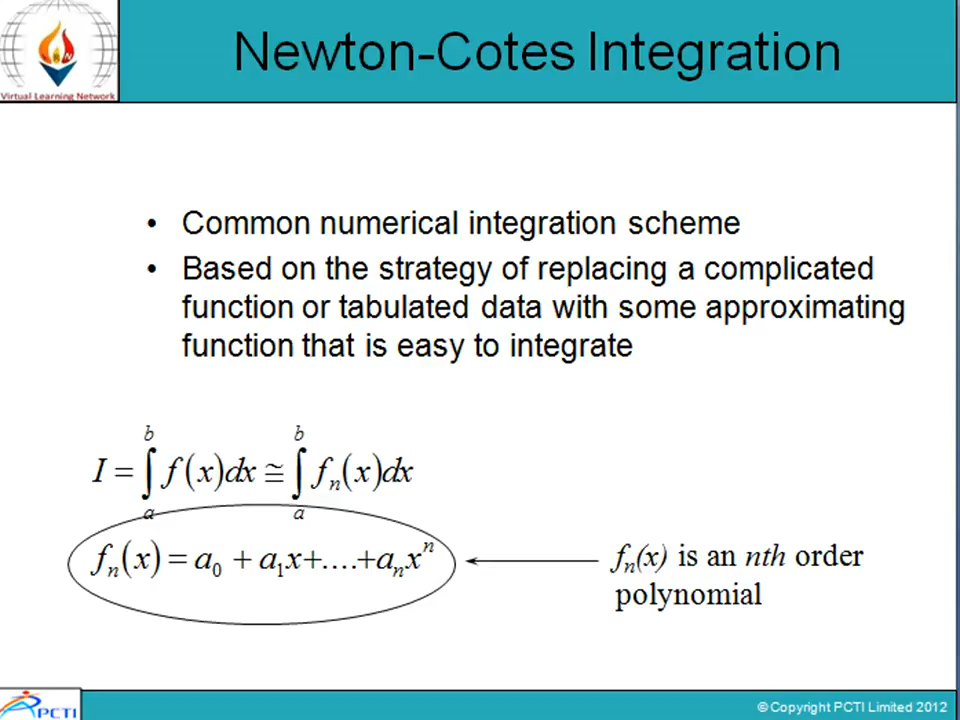 Newton-Cotes Integration
Virtual Learning Network
• Common numerical integration scheme
• Based on the strategy of replacing a complicated
function or tabulated data with some approximating
function that is easy to integrate
I = ∫_a^b f(x)dx ≅ ∫_a^b f_n(x)dx
f_n(x) = a_0 + a_1x+....+a_nx^n
f_n(x) is an nth order
polynomial
PCTI
©Copyright PCTI Limited 2012